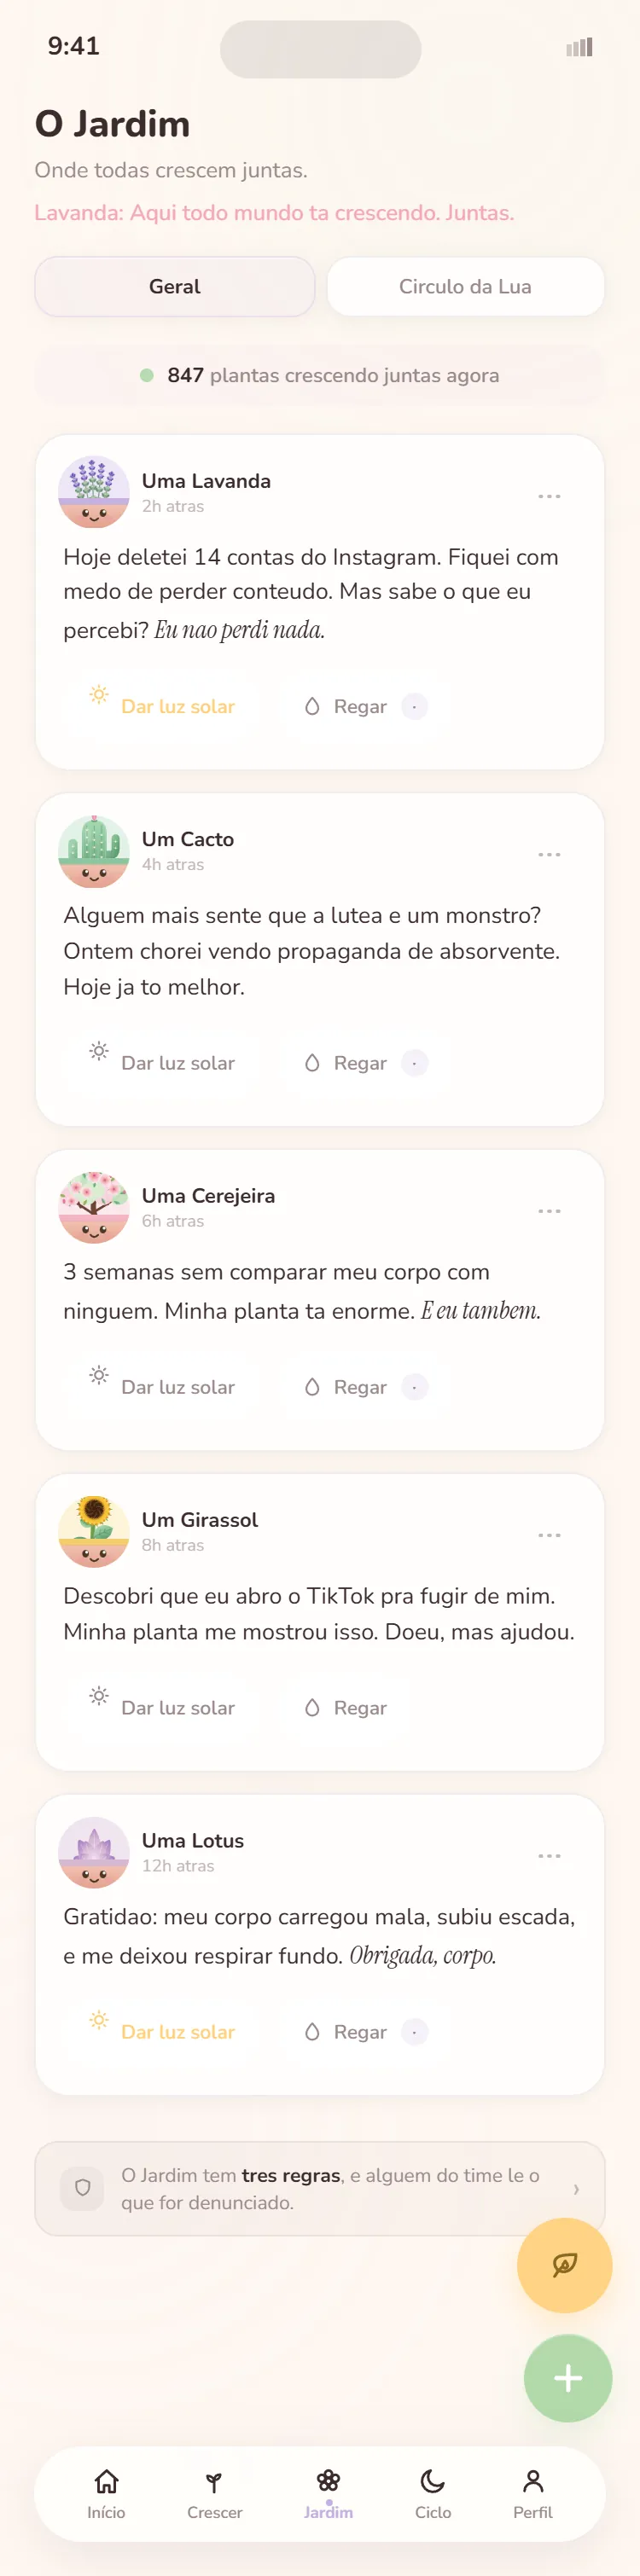 9:41
O Jardim
Onde todas crescem juntas.
Lavanda: Aqui todo mundo ta crescendo. Juntas.
Geral
Circulo da Lua
847 plantas crescendo juntas agora
Uma Lavanda
2h atras
Hoje deletei 14 contas do Instagram. Fiquei com
medo de perder conteudo. Mas sabe o que eu
percebi? Eu nao perdi nada.
Dar luz solar
Regar
Um Cacto
4h atras
Alguem mais sente que a lutea e um monstro?
Ontem chorei vendo propaganda de absorvente.
Hoje ja to melhor.
Dar luz solar
Regar
Uma Cerejeira
6h atras
3 semanas sem comparar meu corpo com
ninguem. Minha planta ta enorme. E eu tambem.
Dar luz solar
Regar
Um Girassol
8h atras
Descobri que eu abro o TikTok pra fugir de mim.
Minha planta me mostrou isso. Doeu, mas ajudou.
Dar luz solar
Regar
Uma Lotus
12h atras
Gratidao: meu corpo carregou mala, subiu escada,
e me deixou respirar fundo. Obrigada, corpo.
Dar luz solar
Regar
O Jardim tem tres regras, e alguem do time le o
que for denunciado.
Início
Crescer
Jardim
Ciclo
Perfil